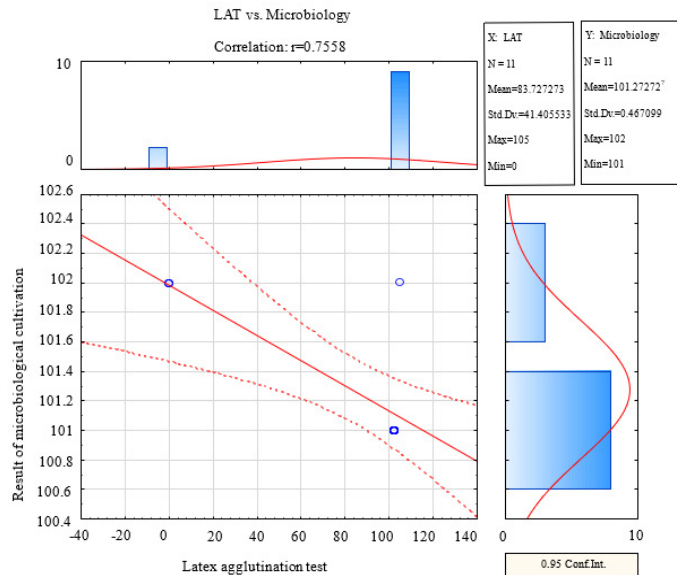 LAT vs. Microbiology
Correlation: r=0.7558
X: LAT
N = 11
Mean=83.727273
Std.Dv.=41.405533
Max=105
Min=0
Y: Microbiology
N = 11
Mean=101.272727
Std.Dv.=0.467099
Max=102
Min=101
10
0
102.6
102.4
102.2
102
101.8
101.6
101.4
101.2
101
100.8
100.6
100.4
Result of microbiological cultivation
-40 -20 0 20 40 60 80 100 120 140
Latex agglutination test
0 10
0.95 Conf.Int.